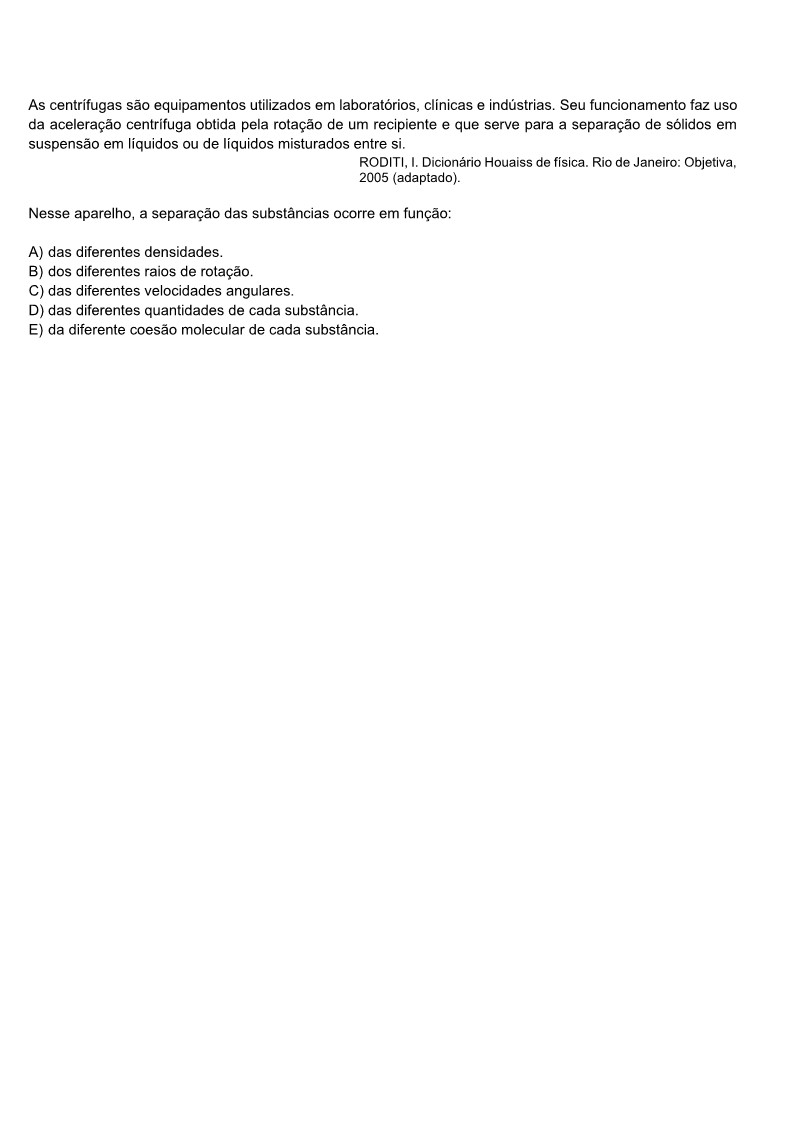 As centrífugas são equipamentos utilizados em laboratórios, clínicas e indústrias. Seu funcionamento faz uso
da aceleração centrífuga obtida pela rotação de um recipiente e que serve para a separação de sólidos em
suspensão em líquidos ou de líquidos misturados entre si.
RODITI, I. Dicionário Houaiss de física. Rio de Janeiro: Objetiva,
2005 (adaptado).
Nesse aparelho, a separação das substâncias ocorre em função:
A) das diferentes densidades.
B) dos diferentes raios de rotação.
C) das diferentes velocidades angulares.
D) das diferentes quantidades de cada substância.
E) da diferente coesão molecular de cada substância.